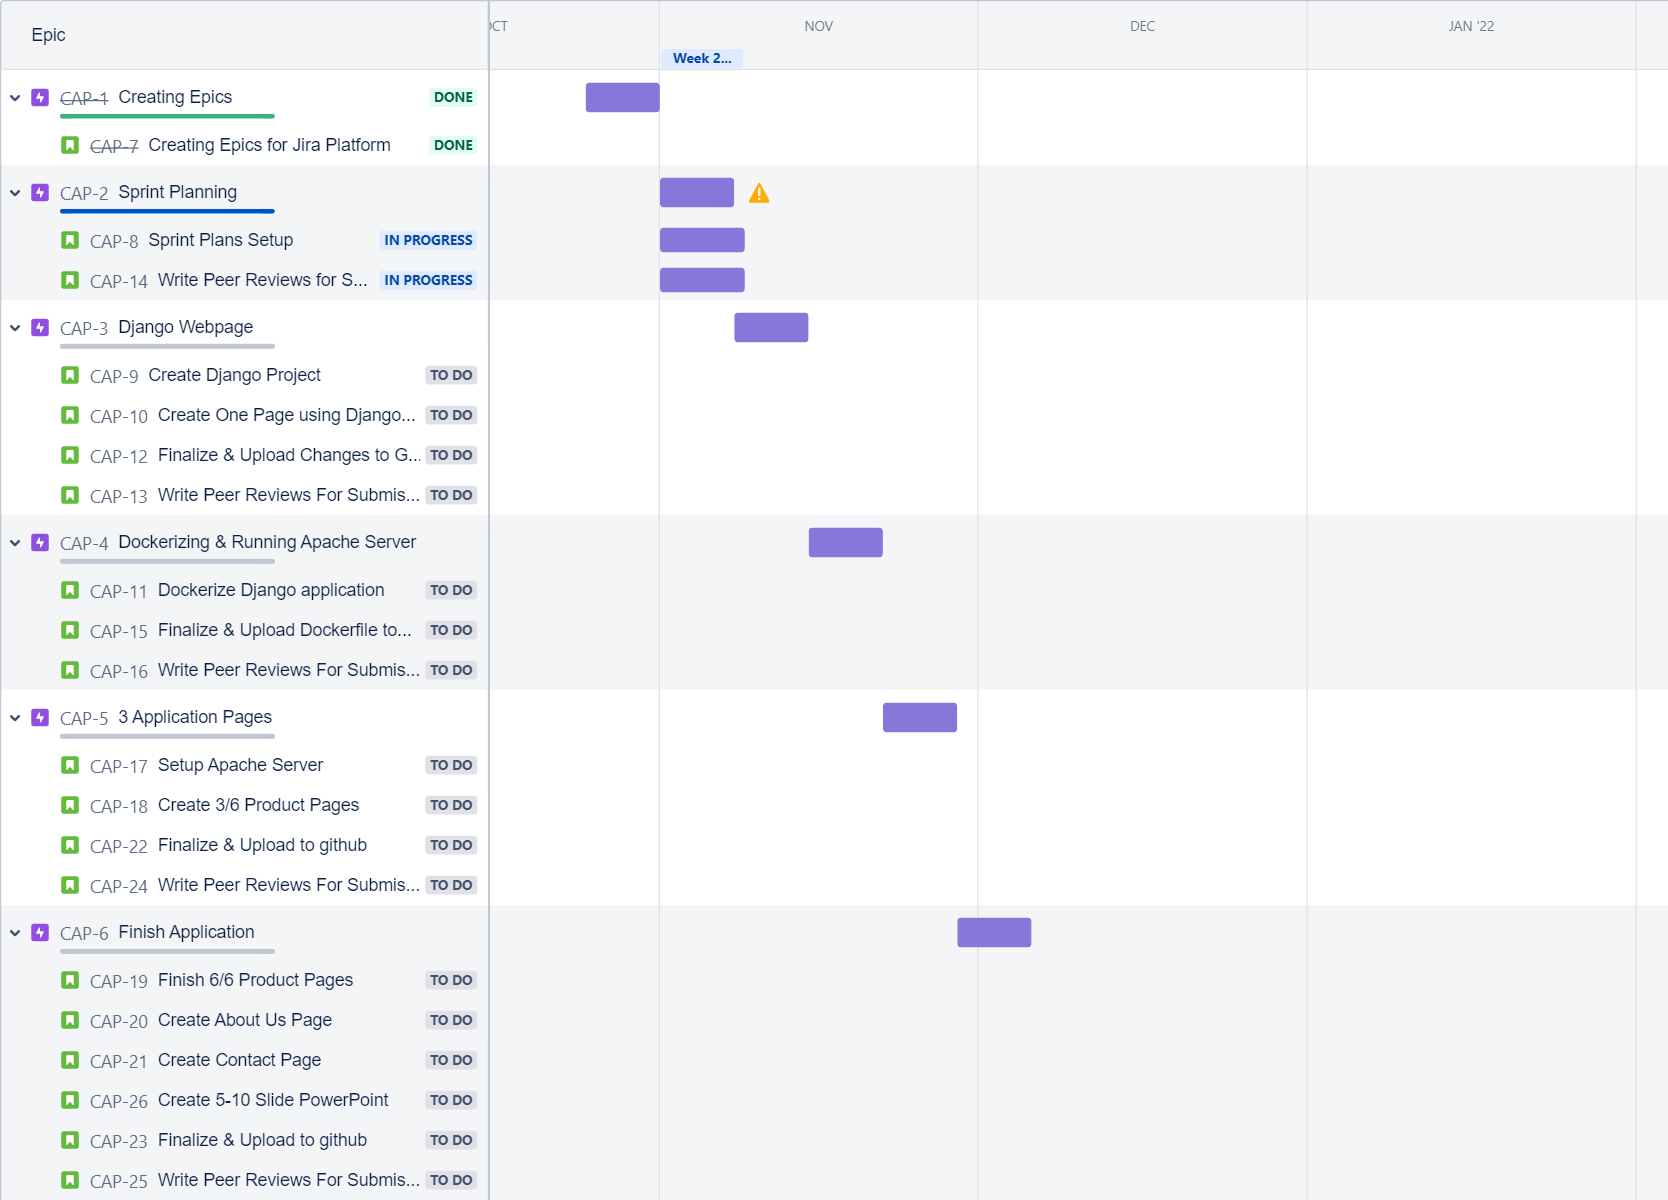 Epic
OCT NOV DEC JAN '22
Week 2...
CAP-1 Creating Epics DONE
CAP-7 Creating Epics for Jira Platform DONE
CAP-2 Sprint Planning
CAP-8 Sprint Plans Setup IN PROGRESS
CAP-14 Write Peer Reviews for S... IN PROGRESS
CAP-3 Django Webpage
CAP-9 Create Django Project TO DO
CAP-10 Create One Page using Django... TO DO
CAP-12 Finalize & Upload Changes to G... TO DO
CAP-13 Write Peer Reviews For Submis... TO DO
CAP-4 Dockerizing & Running Apache Server
CAP-11 Dockerize Django application TO DO
CAP-15 Finalize & Upload Dockerfile to... TO DO
CAP-16 Write Peer Reviews For Submis... TO DO
CAP-5 3 Application Pages
CAP-17 Setup Apache Server TO DO
CAP-18 Create 3/6 Product Pages TO DO
CAP-22 Finalize & Upload to github TO DO
CAP-24 Write Peer Reviews For Submis... TO DO
CAP-6 Finish Application
CAP-19 Finish 6/6 Product Pages TO DO
CAP-20 Create About Us Page TO DO
CAP-21 Create Contact Page TO DO
CAP-26 Create 5-10 Slide PowerPoint TO DO
CAP-23 Finalize & Upload to github TO DO
CAP-25 Write Peer Reviews For Submis... TO DO